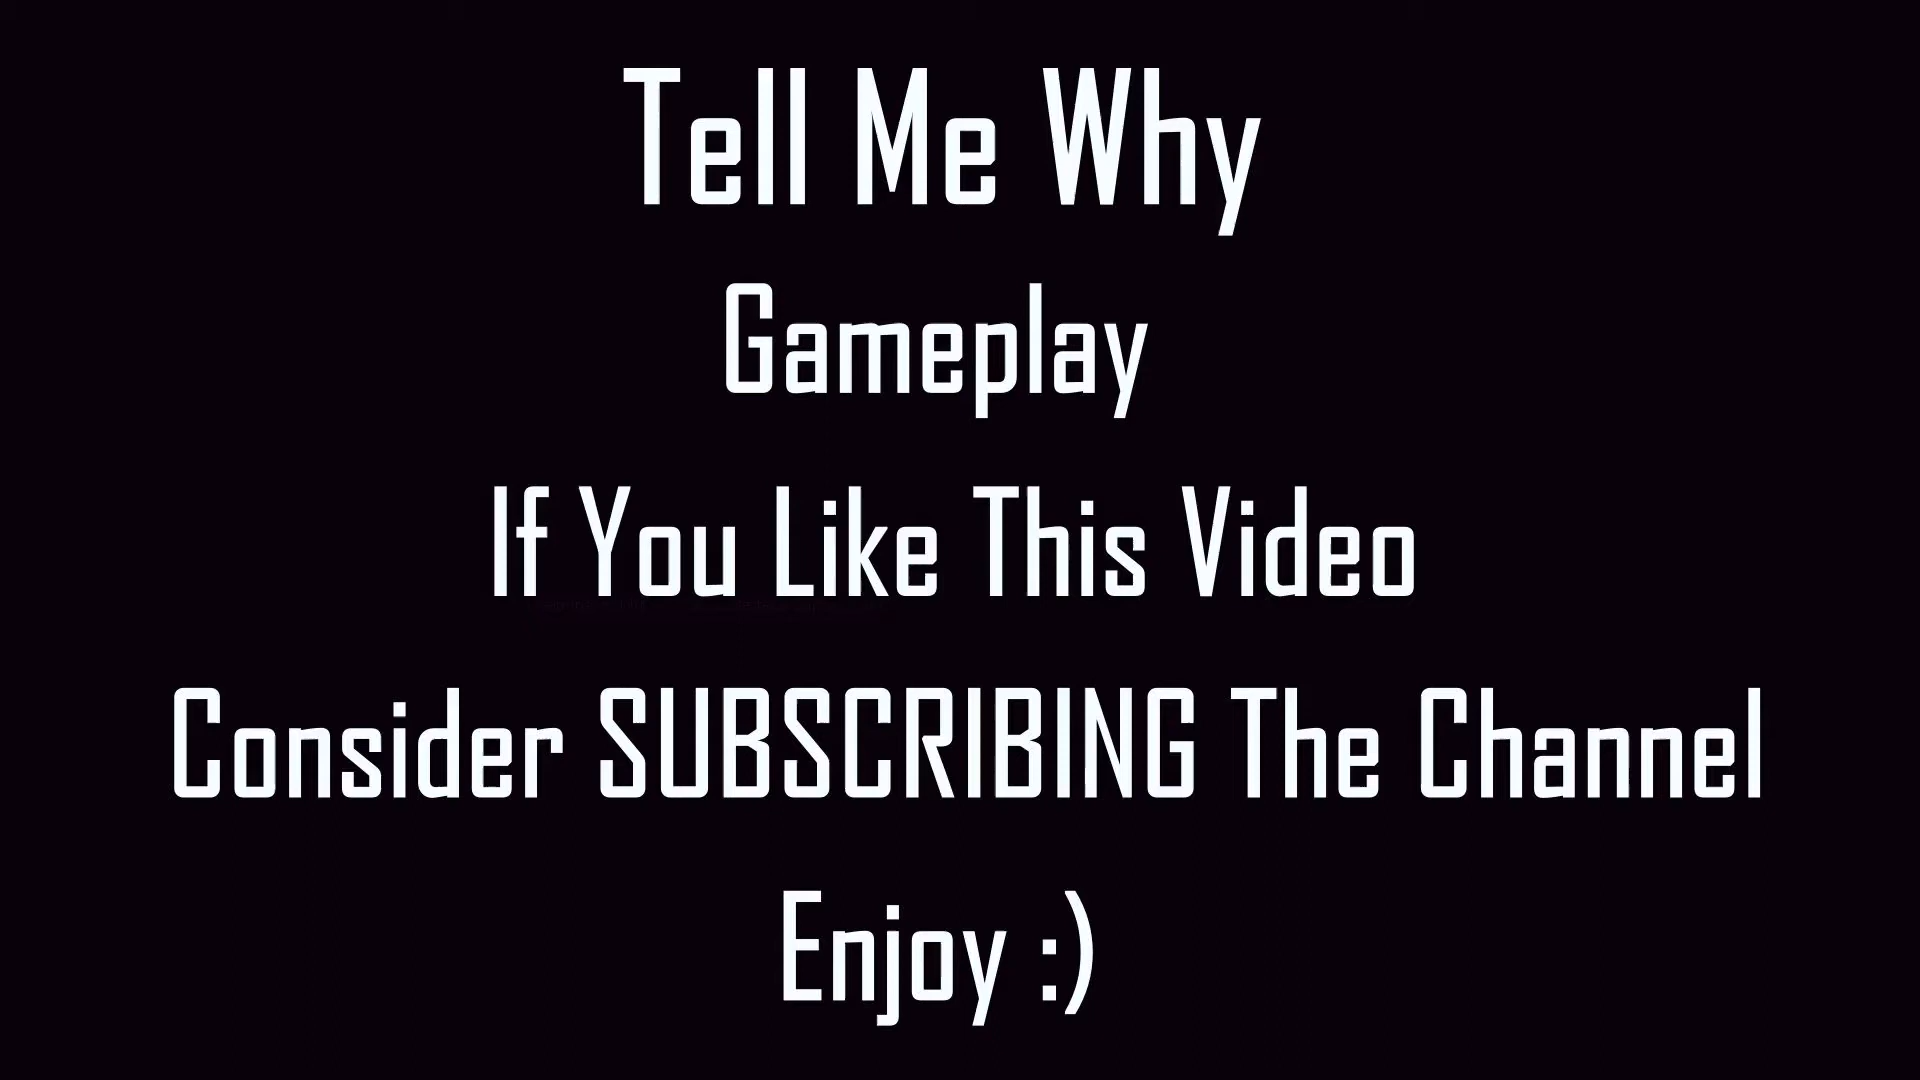 Tell Me Why
Gameplay
If You Like This Video
Consider SUBSCRIBING The Channel
Enjoy :)